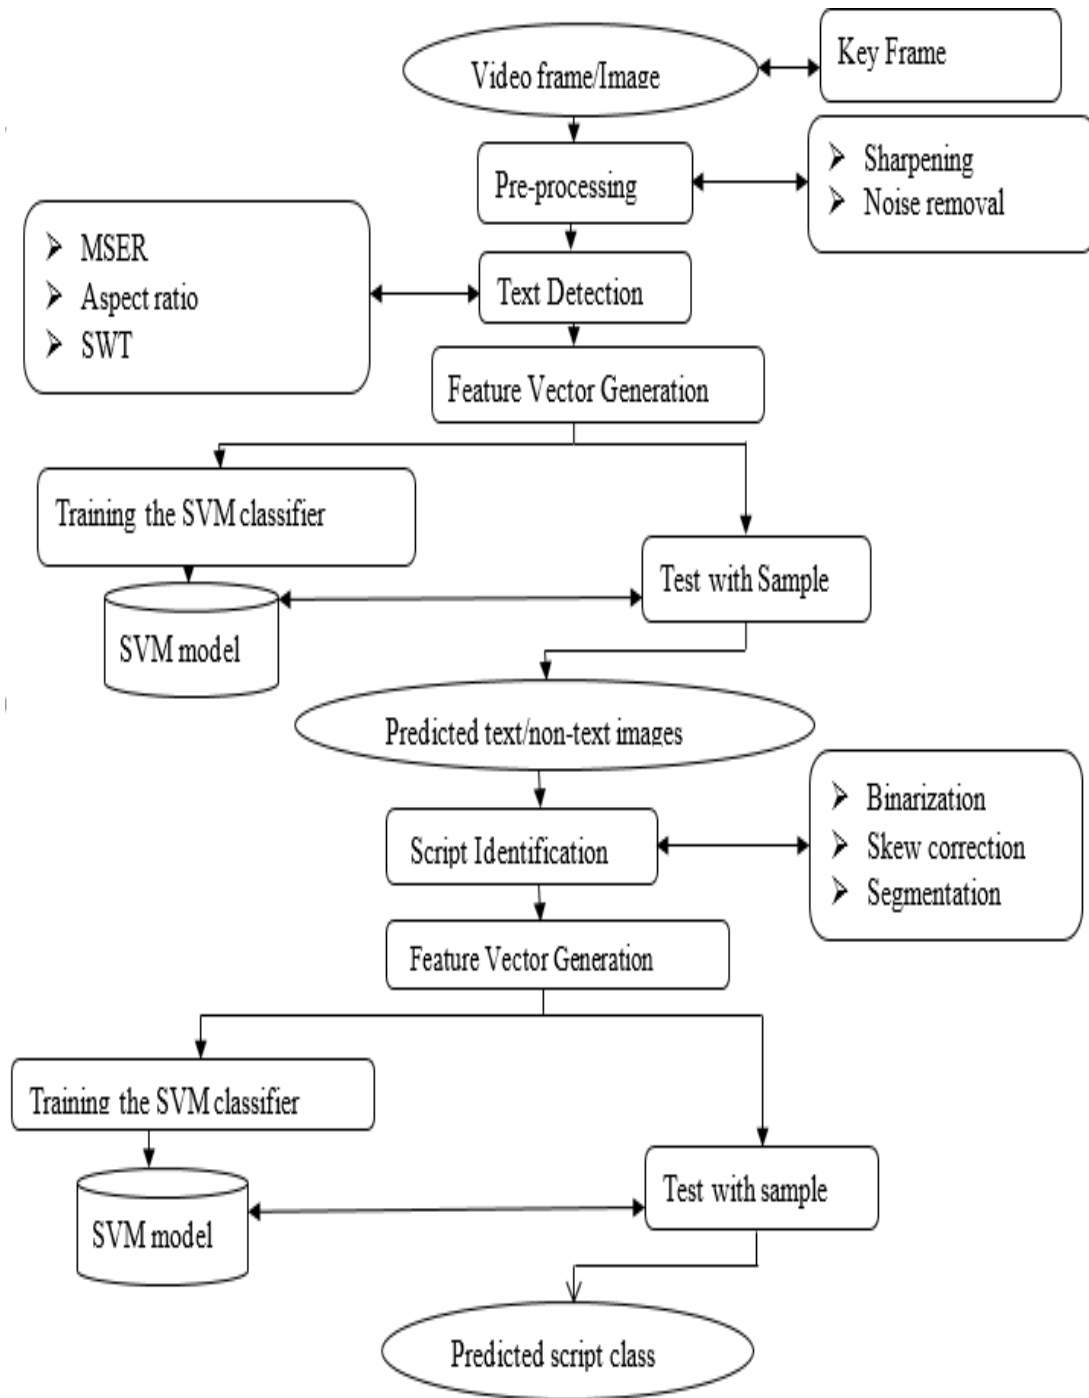 Video frame/Image
Key Frame
Pre-processing
➤ Sharpening
➤ Noise removal
➤ MSER
➤ Aspect ratio
➤ SWT
Text Detection
Feature Vector Generation
Training the SVM classifier
Test with Sample
SVM model
Predicted text/non-text images
Script Identification
➤ Binarization
➤ Skew correction
➤ Segmentation
Feature Vector Generation
Training the SVM classifier
Test with sample
SVM model
Predicted script class